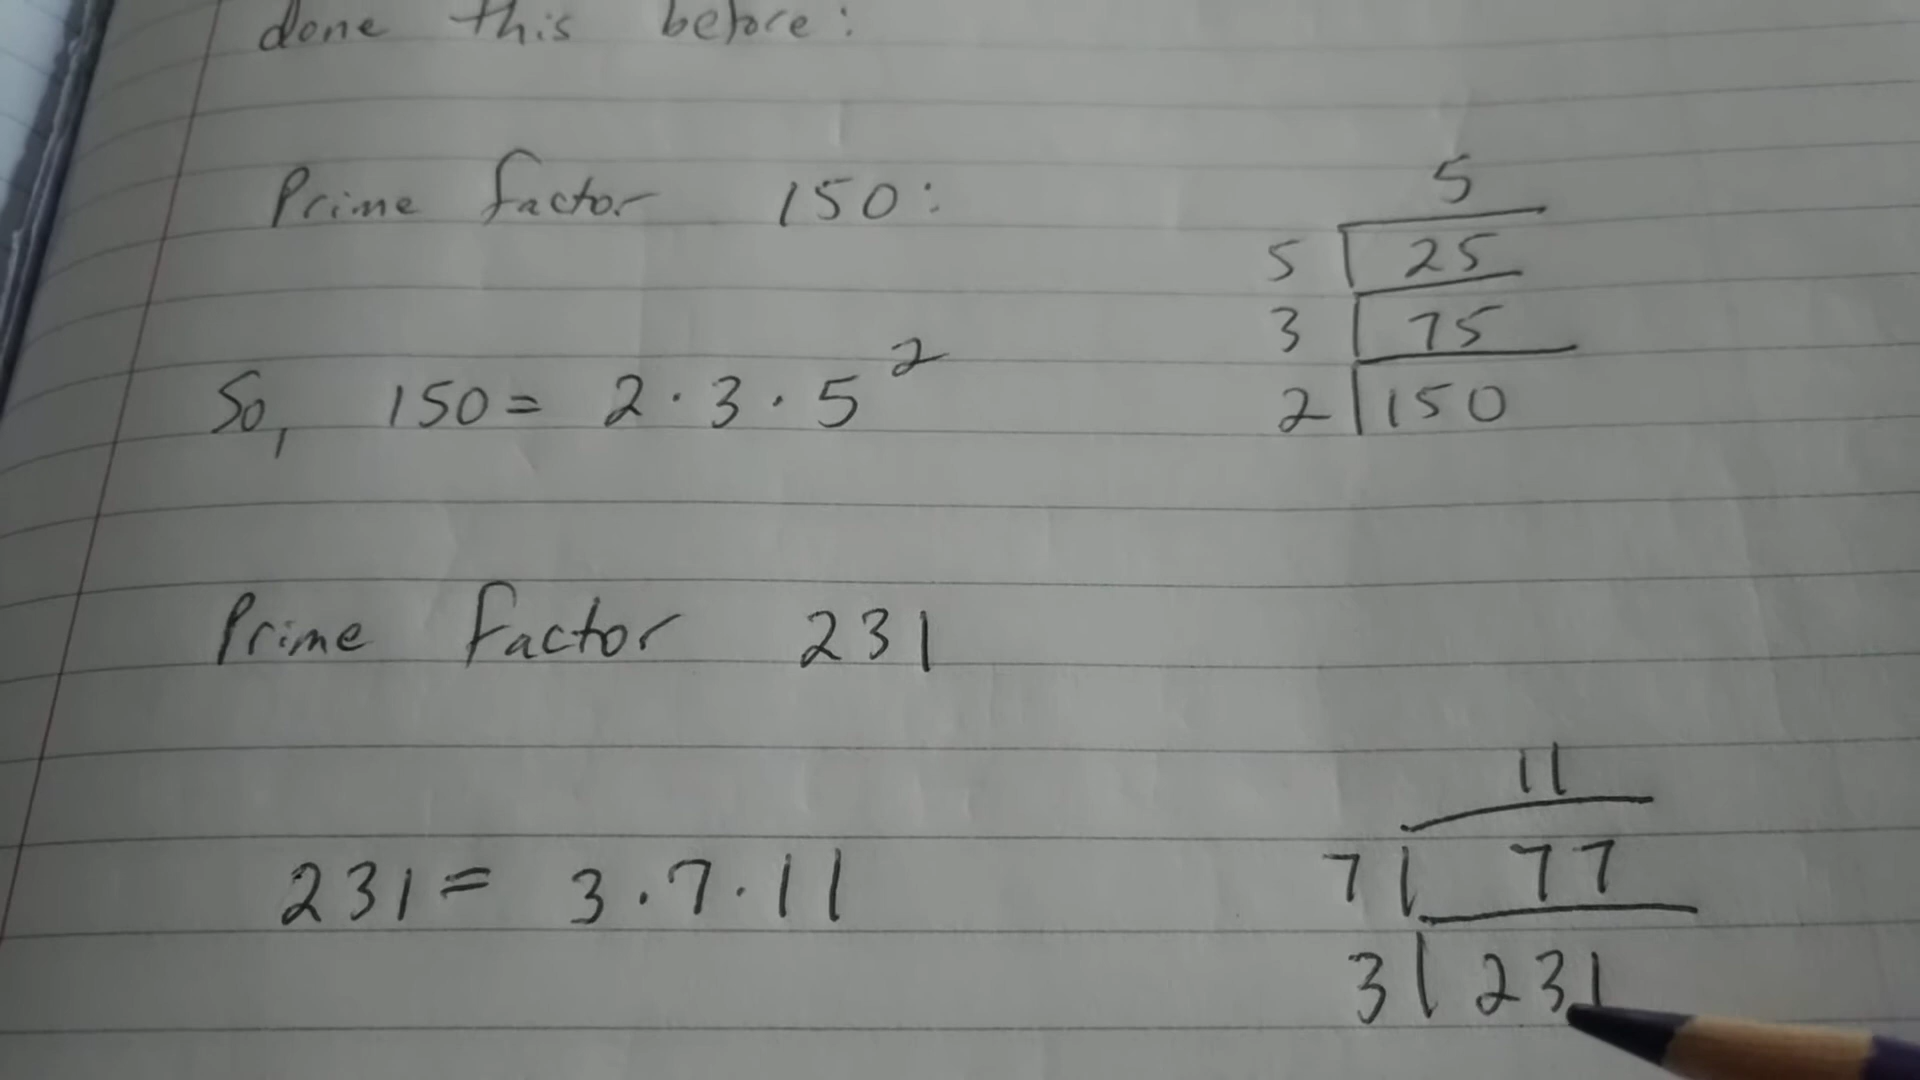 done this before:
Prime factor 150:
5
5 25
3 75
2 150
So, 150 = 2 · 3 · 5²
Prime Factor 231
11
7 77
3 231
231 = 3 · 7 · 11